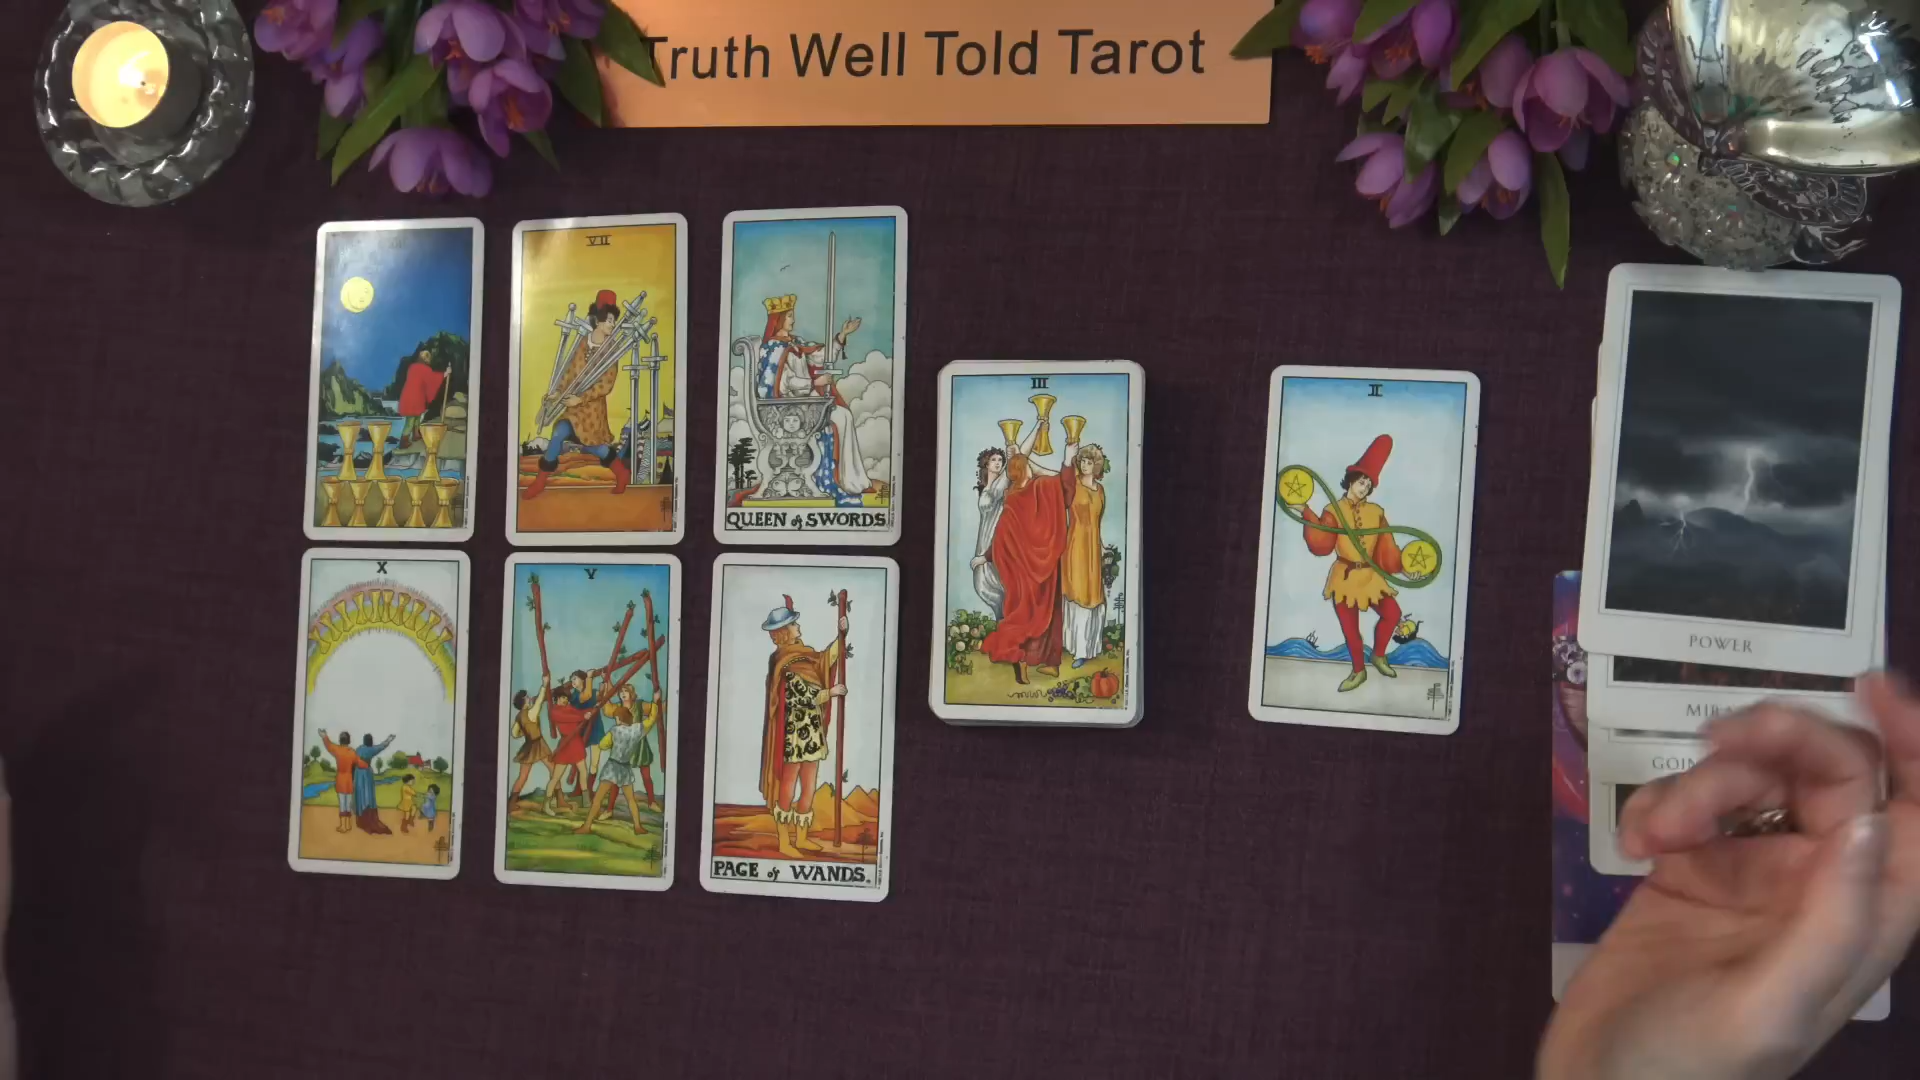 Truth Well Told Tarot
VII
QUEEN of SWORDS
III
II
POWER
X
V
PAGE of WANDS